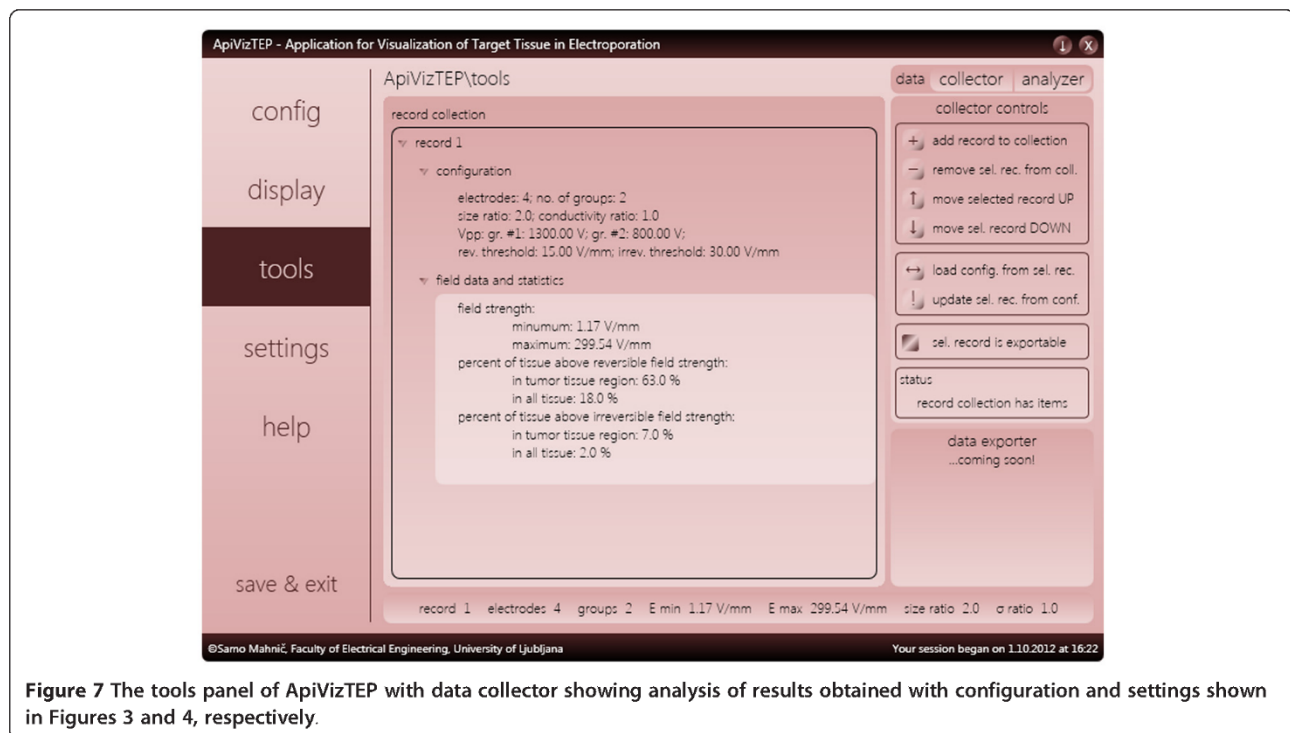 ApiVizTEP - Application for Visualization of Target Tissue in Electroporation
X
config
display
tools
settings
help
save & exit
ApiVizTEP\tools
record collection
record 1
configuration
electrodes: 4; no. of groups: 2
size ratio: 2.0; conductivity ratio: 1.0
Vpp: gr. #1: 1300.00 V; gr. #2: 800.00 V;
rev. threshold: 15.00 V/mm; irrev. threshold: 30.00 V/mm
field data and statistics
field strength:
minumum: 1.17 V/mm
maximum: 299.54 V/mm
percent of tissue above reversible field strength:
in tumor tissue region: 63.0 %
in all tissue: 18.0 %
percent of tissue above irreversible field strength:
in tumor tissue region: 7.0 %
in all tissue: 2.0 %
data collector analyzer
collector controls
+ add record to collection
− remove sel. rec. from coll.
↑ move selected record UP
↓ move sel. record DOWN
↔ load config. from sel. rec.
! update sel. rec. from conf.
sel. record is exportable
status
record collection has items
data exporter
...coming soon!
record 1 electrodes 4 groups 2 E min 1.17 V/mm E max 299.54 V/mm size ratio 2.0 σ ratio 1.0
©Samo Mahnič, Faculty of Electrical Engineering, University of Ljubljana
Your session began on 1.10.2012 at 16:22
Figure 7 The tools panel of ApiVizTEP with data collector showing analysis of results obtained with configuration and settings shown
in Figures 3 and 4, respectively.